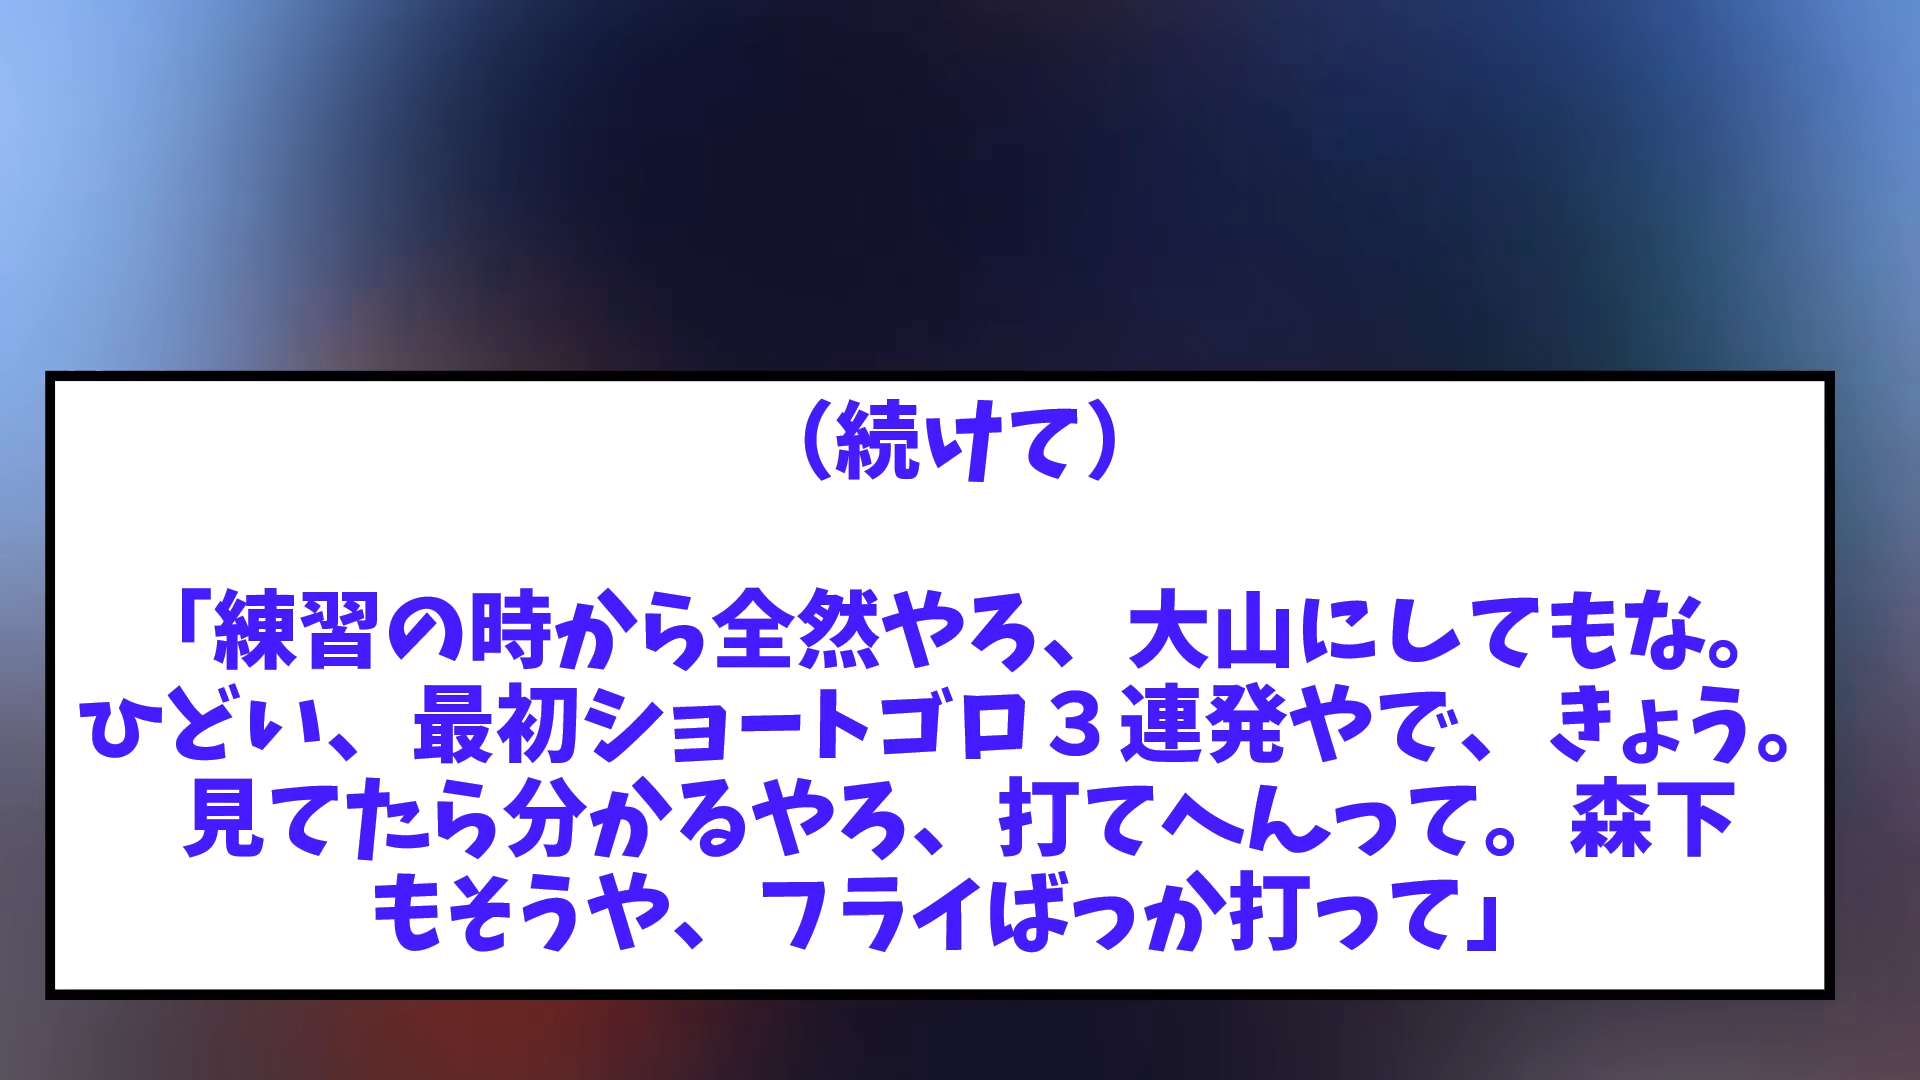 （続けて）
「練習の時から全然やろ、大山にしてもな。
ひどい、最初ショートゴロ３連発やで、きょう。
見てたら分かるやろ、打てへんって。森下
もそうや、フライばっか打って」